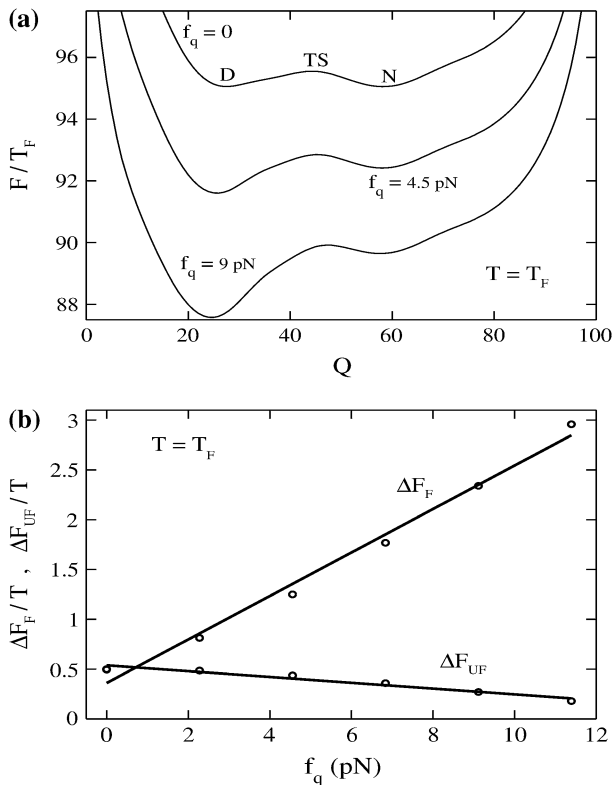 (a)
f_q = 0
D TS N
f_q = 4.5 pN
f_q = 9 pN
T = T_F
F / T_F
96
94
92
90
88
0 20 40 60 80 100
Q
(b)
T = T_F
ΔF_F
ΔF_UF
ΔF_F / T , ΔF_UF / T
3
2.5
2
1.5
1
0.5
0
0 2 4 6 8 10 12
f_q (pN)